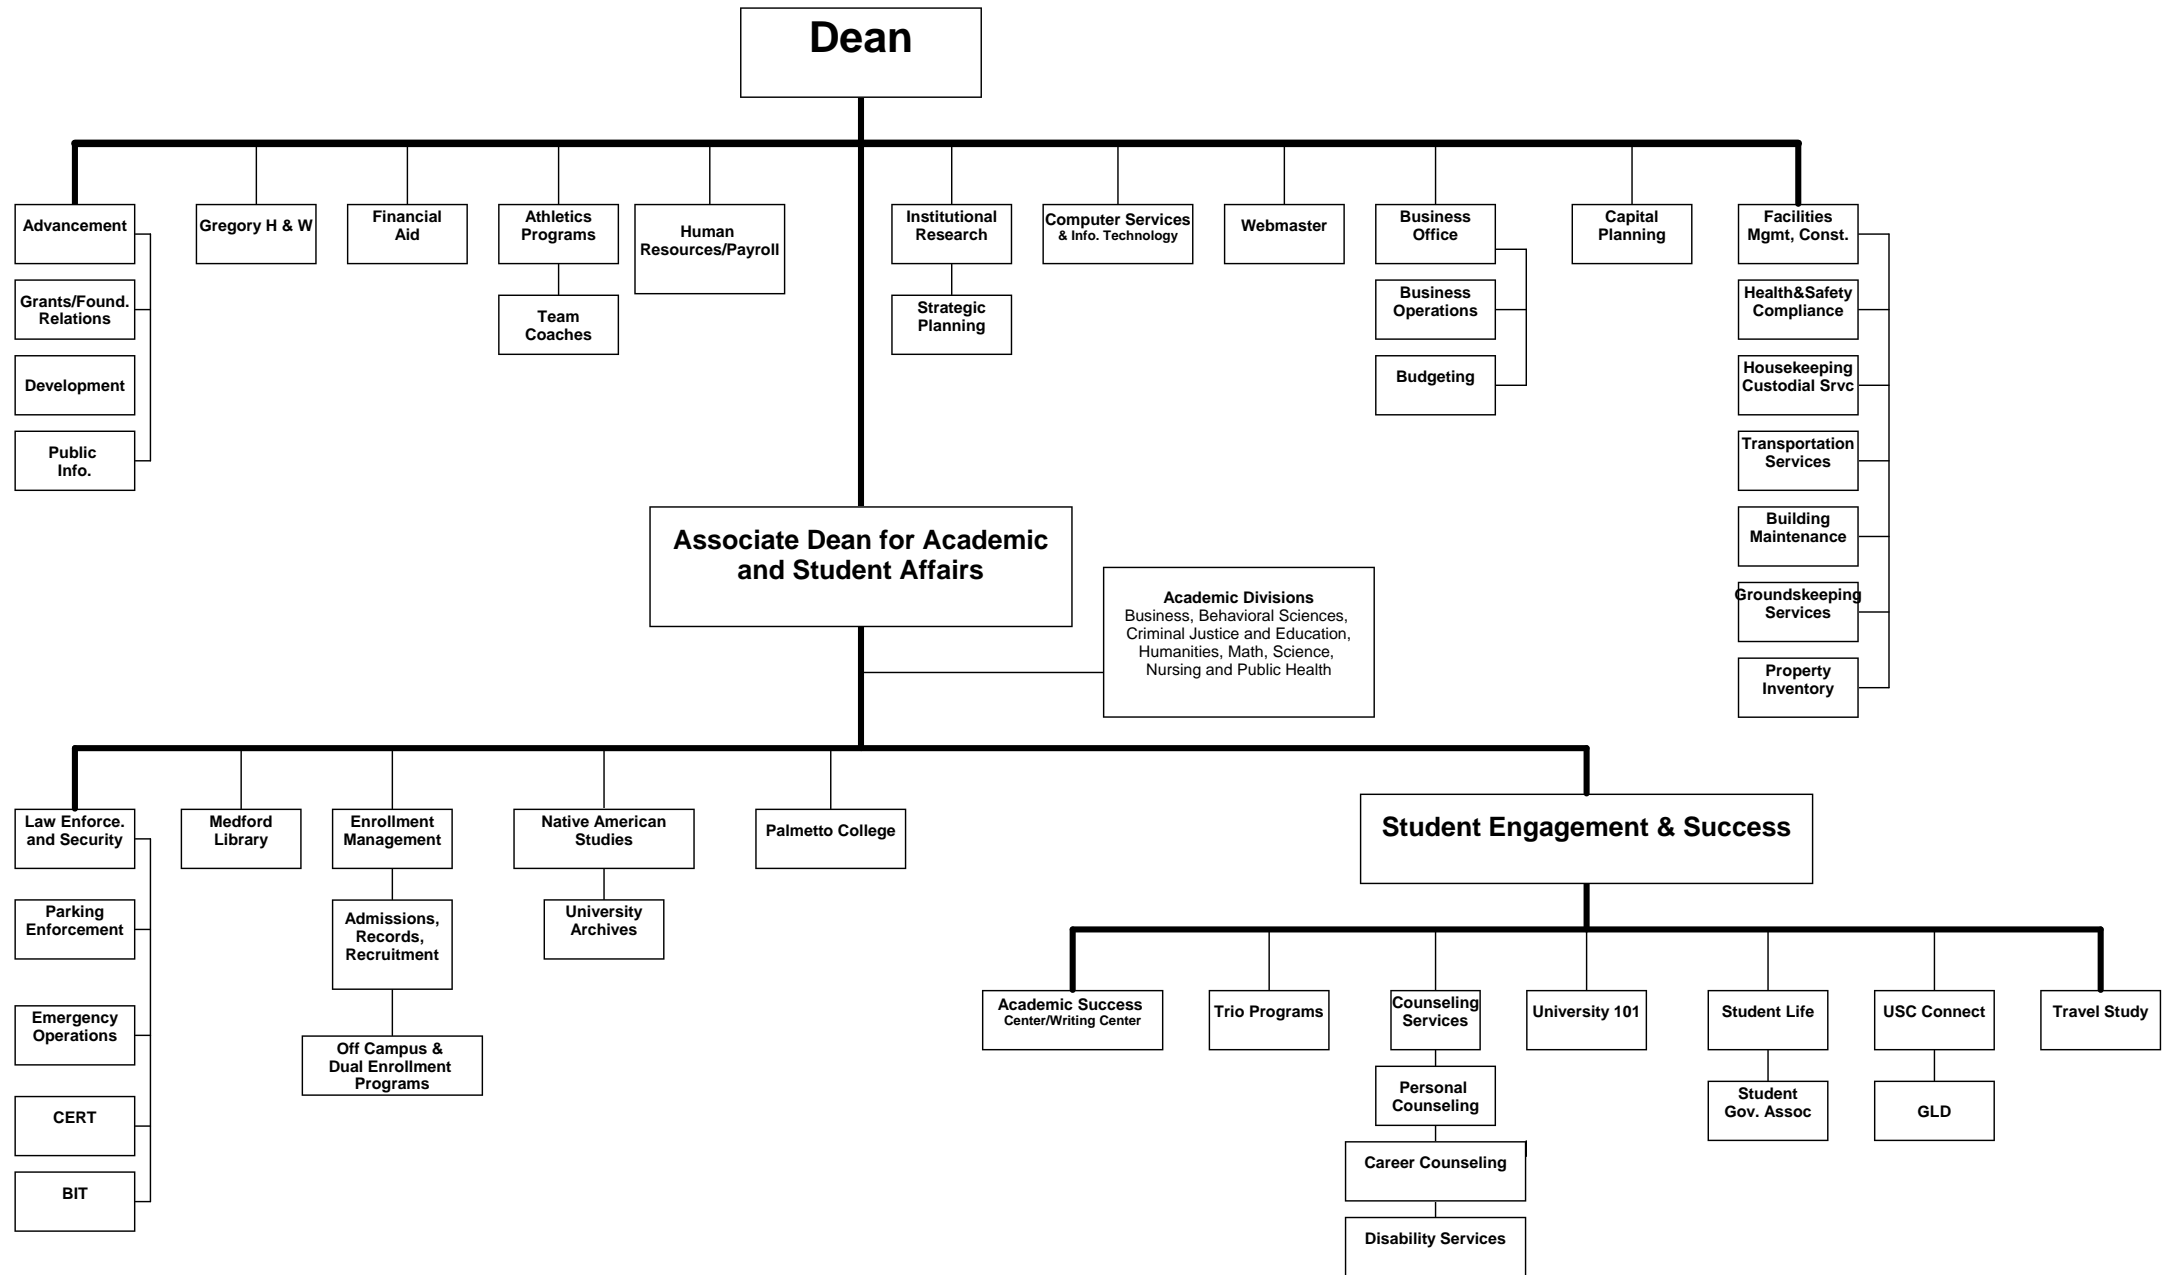 Dean
Advancement
Gregory H & W
Financial
Aid
Athletics
Programs
Human
Resources/Payroll
Institutional
Research
Computer Services
& Info. Technology
Webmaster
Business
Office
Capital
Planning
Facilities
Mgmt, Const.
Grants/Found.
Relations
Team
Coaches
Strategic
Planning
Business
Operations
Health&Safety
Compliance
Development
Budgeting
Housekeeping
Custodial Srvc
Public
Info.
Transportation
Services
Building
Maintenance
Groundskeeping
Services
Property
Inventory
Associate Dean for Academic
and Student Affairs
Academic Divisions
Business, Behavioral Sciences,
Criminal Justice and Education,
Humanities, Math, Science,
Nursing and Public Health
Law Enforce.
and Security
Medford
Library
Enrollment
Management
Native American
Studies
Palmetto College
Student Engagement & Success
Parking
Enforcement
Admissions,
Records,
Recruitment
University
Archives
Emergency
Operations
Off Campus &
Dual Enrollment
Programs
CERT
BIT
Academic Success
Center/Writing Center
Trio Programs
Counseling
Services
University 101
Student Life
USC Connect
Travel Study
Personal
Counseling
Student
Gov. Assoc
GLD
Career Counseling
Disability Services